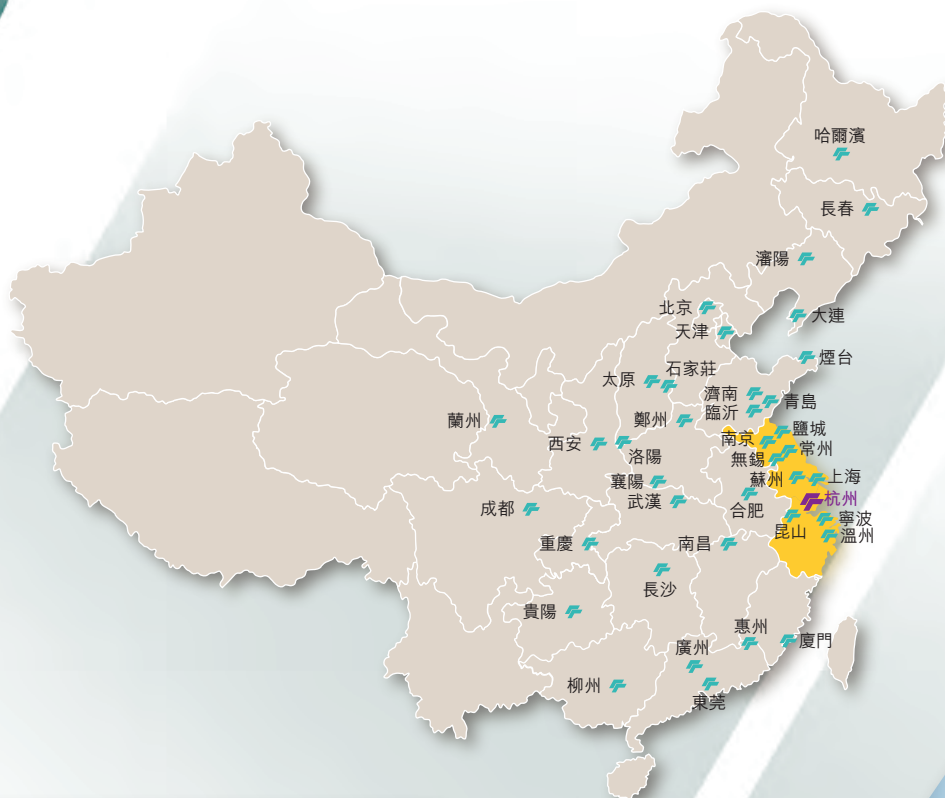 哈爾濱
長春
瀋陽
北京
大連
天津
煙台
石家莊
太原
濟南
青島
臨沂
蘭州
鄭州
鹽城
南京
西安
常州
洛陽
無錫
蘇州
上海
襄陽
杭州
武漢
成都
合肥
寧波
昆山
溫州
重慶
南昌
長沙
貴陽
惠州
廈門
廣州
柳州
東莞